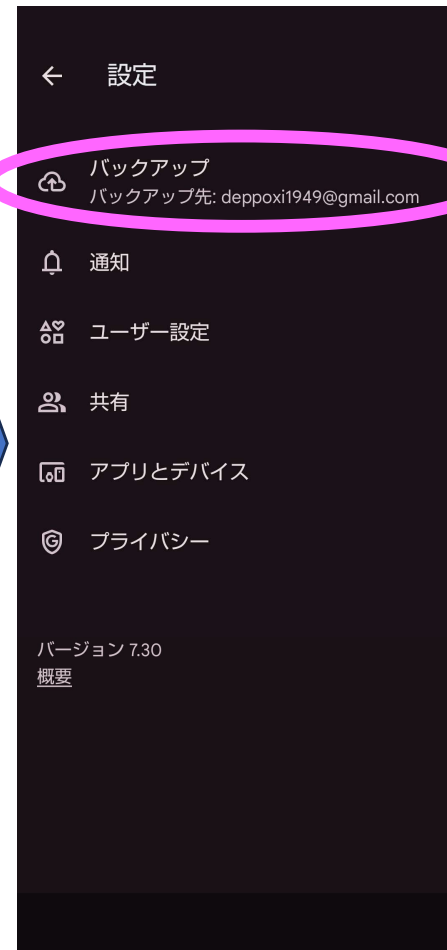 設定
バックアップ
バックアップ先: deppoxi1949@gmail.com
通知
ユーザー設定
共有
アプリとデバイス
プライバシー
バージョン 7.30
概要